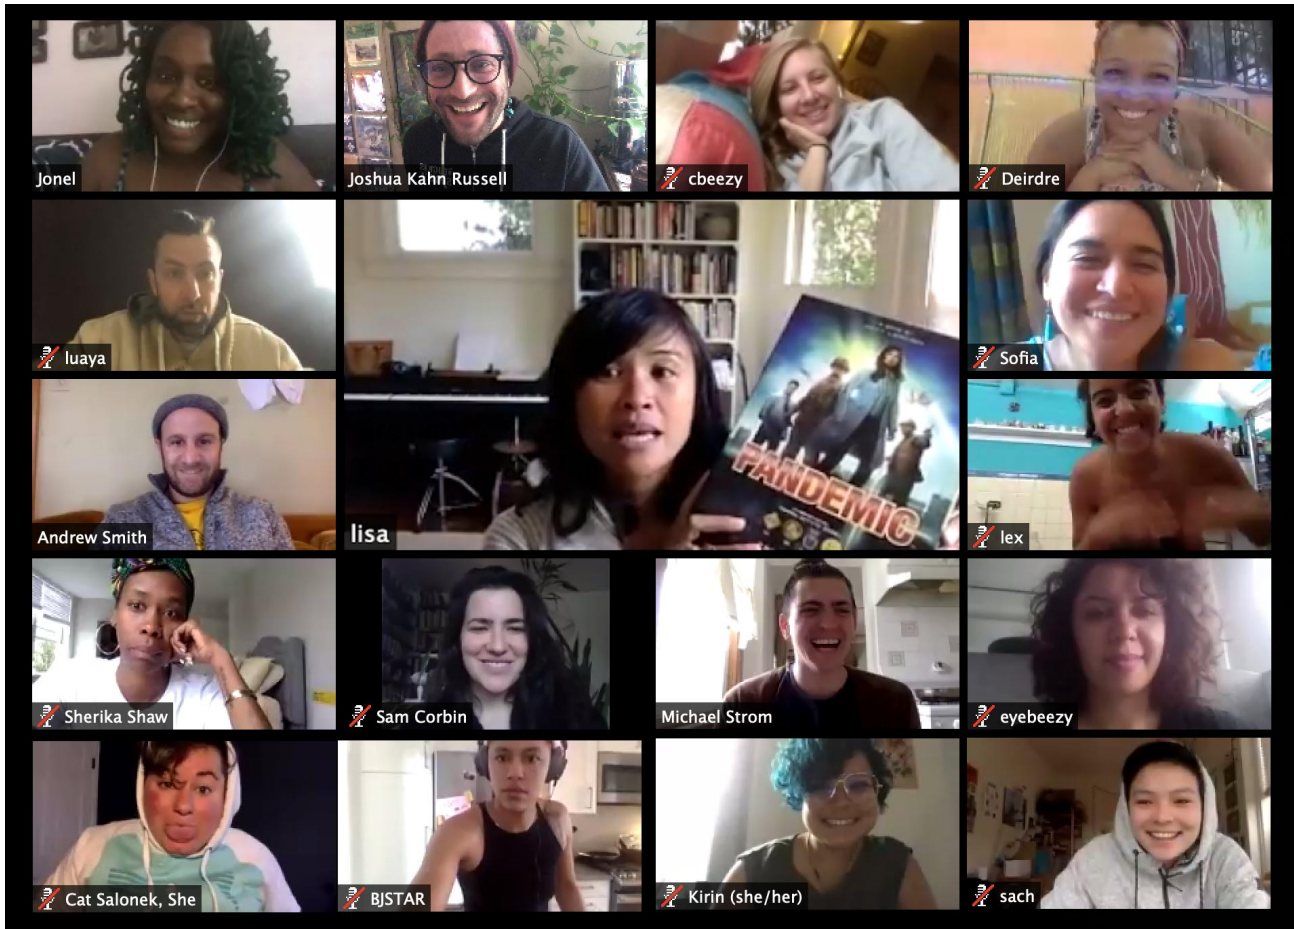 Jonel
Joshua Kahn Russell
cbeezy
Deirdre
luaya
lisa
PANDEMIC
Sofia
Andrew Smith
lex
Sherika Shaw
Sam Corbin
Michael Strom
eyebeezy
Cat Salonek, She
BJSTAR
Kirin (she/her)
sach